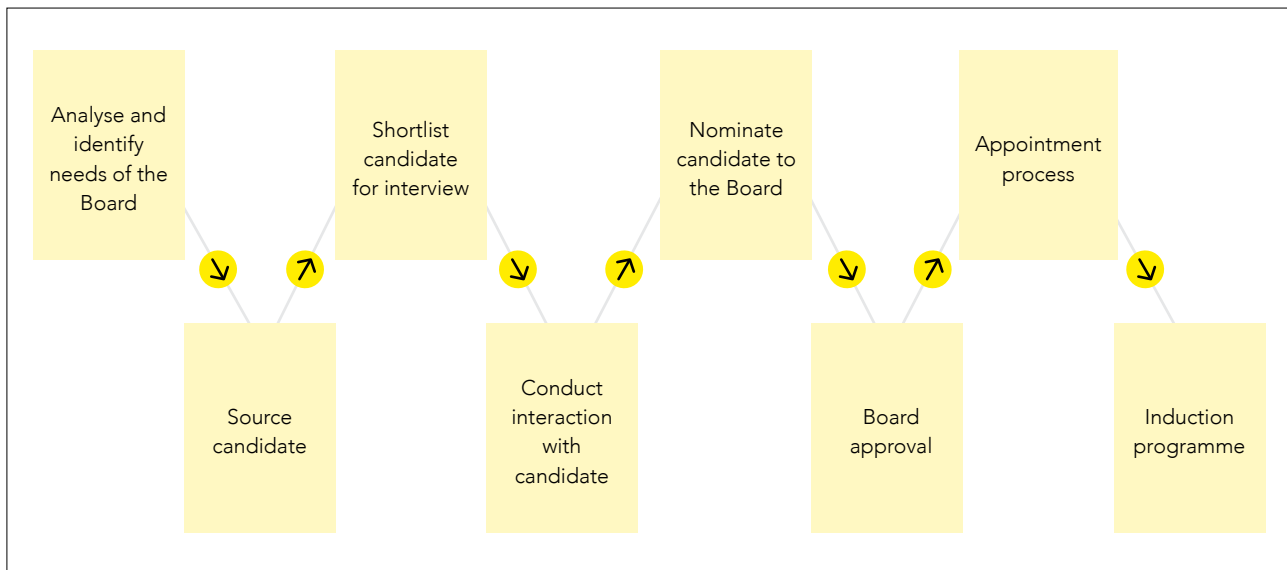 Analyse and
identify
needs of the
Board
Source
candidate
Shortlist
candidate
for interview
Conduct
interaction
with
candidate
Nominate
candidate to
the Board
Board
approval
Appointment
process
Induction
programme